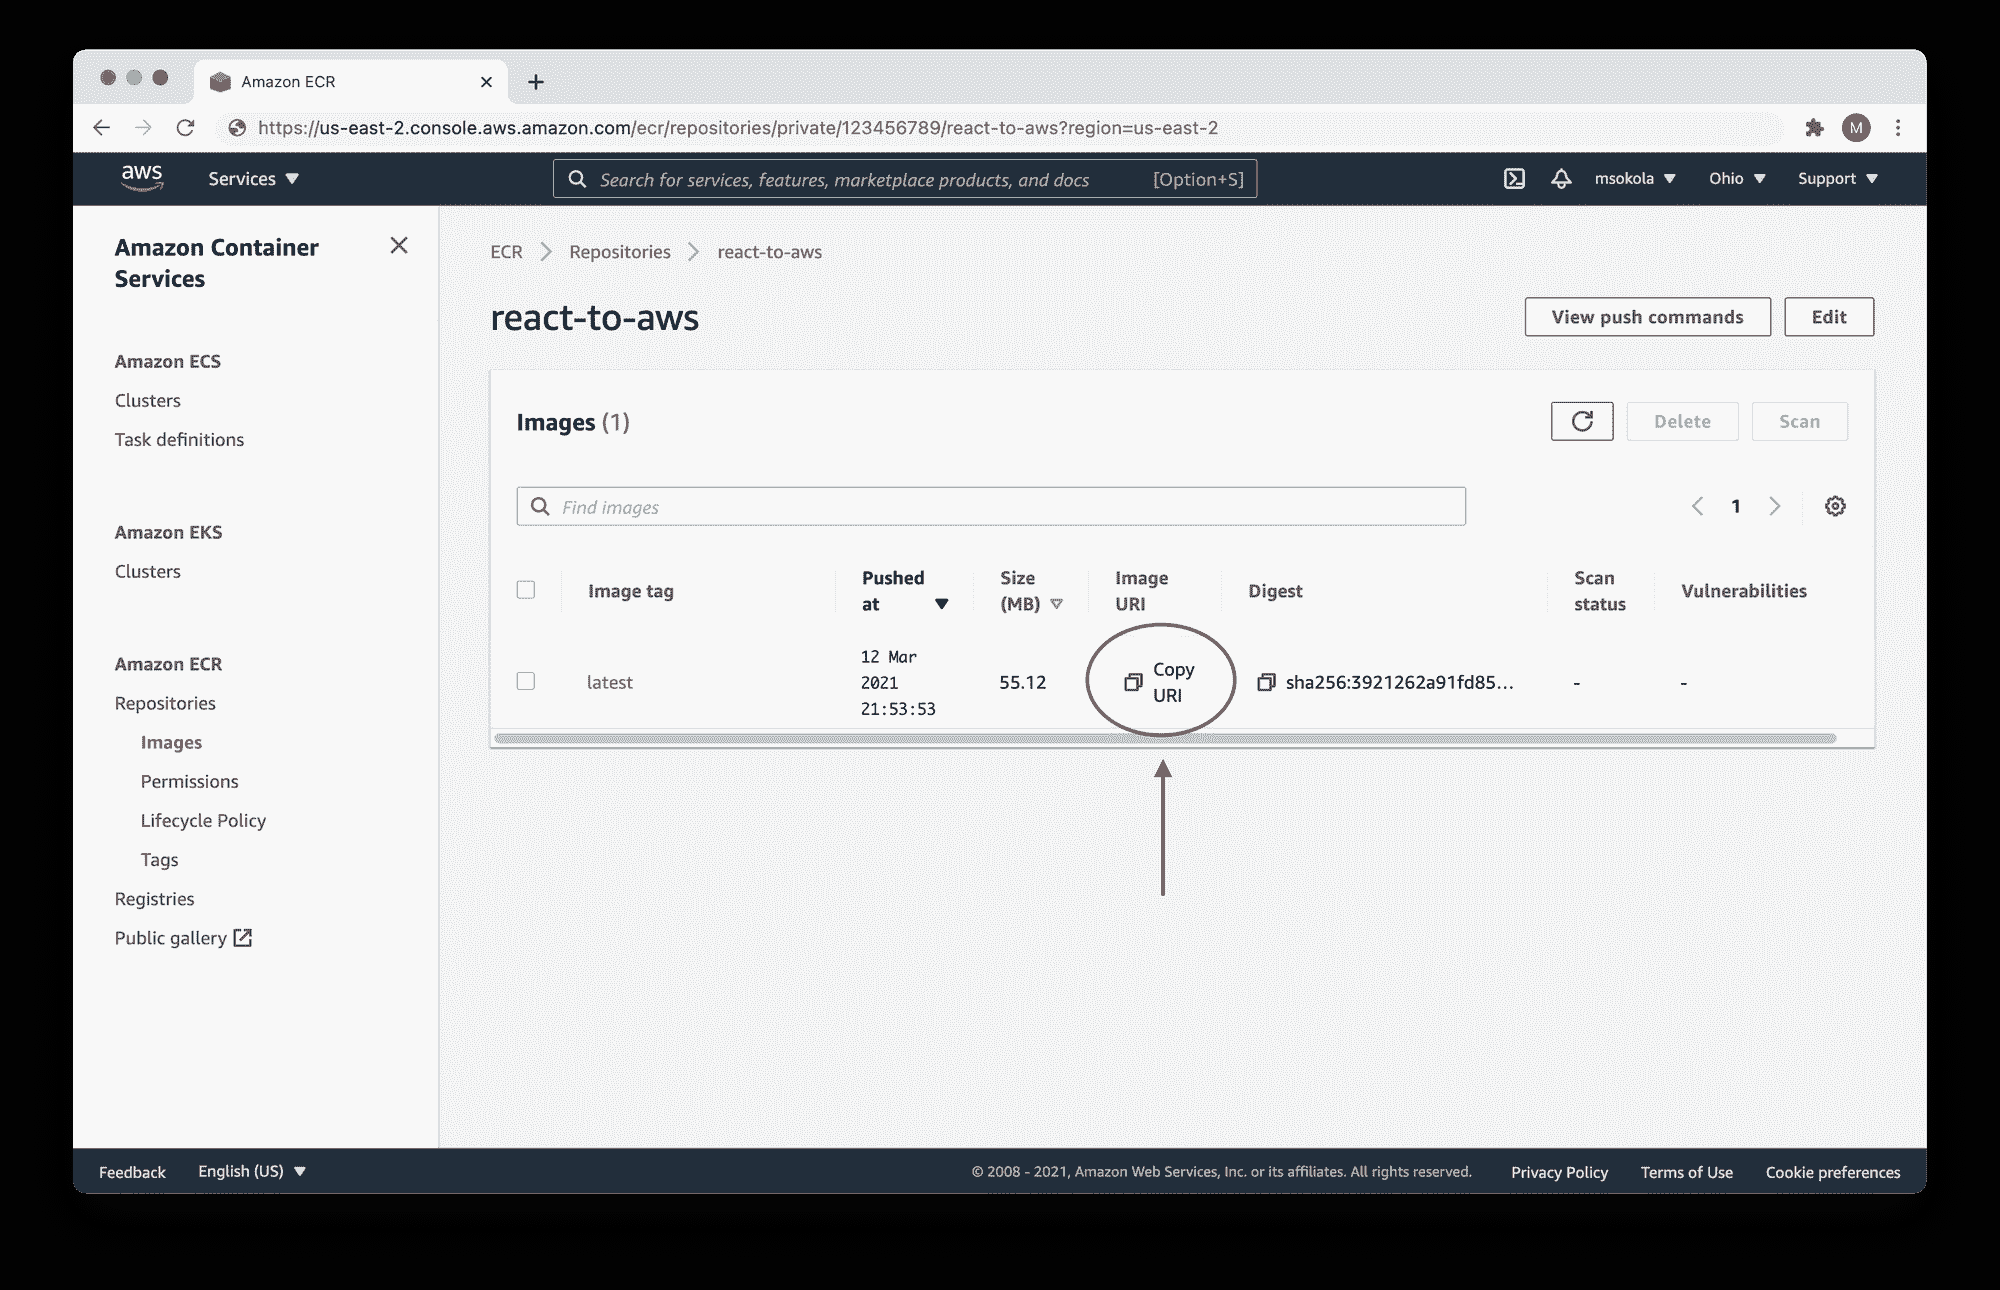 Amazon ECR
https://us-east-2.console.aws.amazon.com/ecr/repositories/private/123456789/react-to-aws?region=us-east-2
M
aws
Services
Search for services, features, marketplace products, and docs
[Option+S]
msokola
Ohio
Support
Amazon Container
Services
Amazon ECS
Clusters
Task definitions
Amazon EKS
Clusters
Amazon ECR
Repositories
Images
Permissions
Lifecycle Policy
Tags
Registries
Public gallery
ECR
Repositories
react-to-aws
react-to-aws
View push commands
Edit
Images (1)
Delete
Scan
Find images
1
Image tag
Pushed
at
Size
(MB)
Image
URI
Digest
Scan
status
Vulnerabilities
latest
12 Mar
2021
21:53:53
55.12
Copy
URI
sha256:3921262a91fd85...
-
-
Feedback
English (US)
© 2008 - 2021, Amazon Web Services, Inc. or its affiliates. All rights reserved.
Privacy Policy
Terms of Use
Cookie preferences